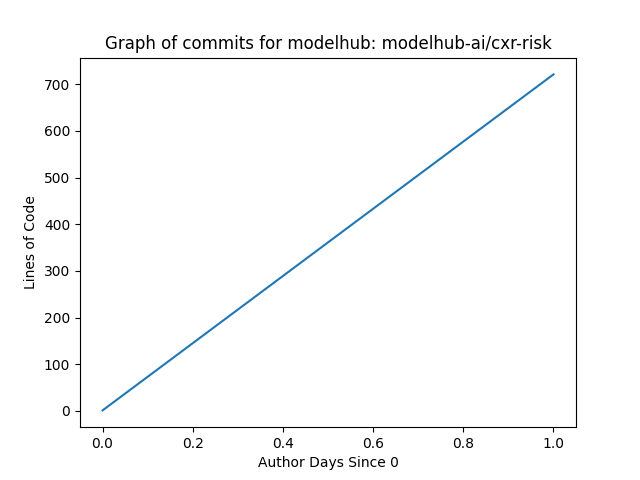 Graph of commits for modelhub: modelhub-ai/cxr-risk
700
600
500
400
300
200
100
0
Lines of Code
0.0 0.2 0.4 0.6 0.8 1.0
Author Days Since 0